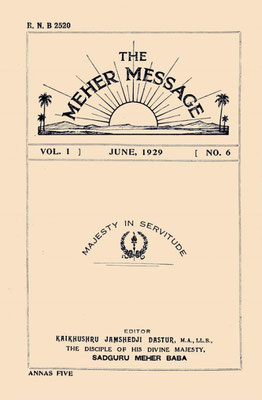 R. N. B 2520
THE
MEHER MESSAGE
VOL. I ] JUNE, 1929 [ NO. 6
MAJESTY IN SERVITUDE
EDITOR
KAIKHUSHRU JAMSHEDJI DASTUR, M.A., LL.B.,
THE DISCIPLE OF HIS DIVINE MAJESTY,
SADGURU MEHER BABA
ANNAS FIVE